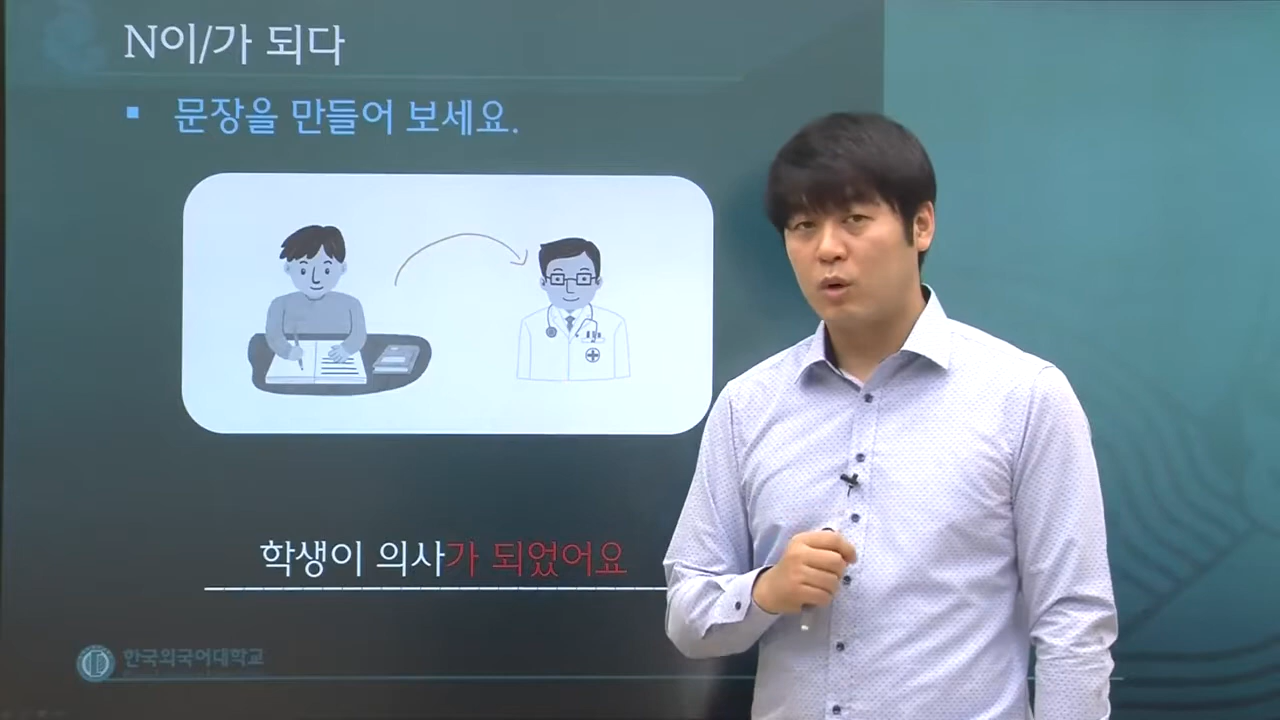 N이/가 되다
▪ 문장을 만들어 보세요.
학생이 의사가 되었어요
한국외국어대학교